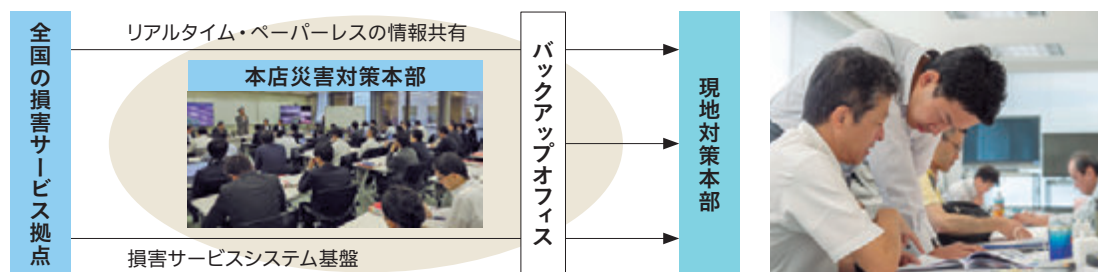 全国の損害サービス拠点
リアルタイム・ペーパーレスの情報共有
本店災害対策本部
損害サービスシステム基盤
バックアップオフィス
現地対策本部